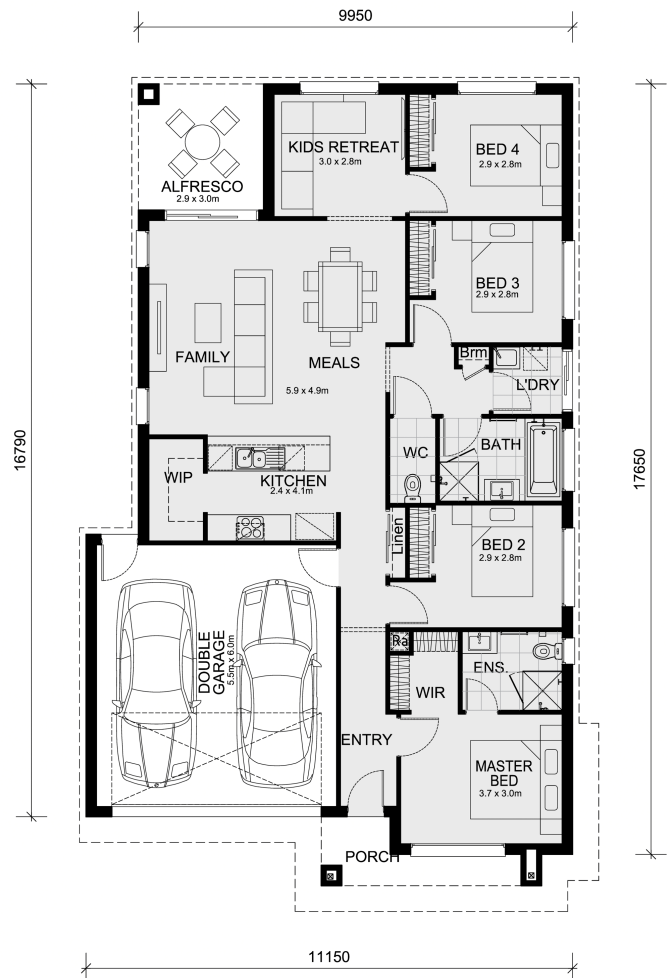 9950
KIDS RETREAT
3.0 x 2.8m
BED 4
2.9 x 2.8m
ALFRESCO
2.9 x 3.0m
BED 3
2.9 x 2.8m
FAMILY
MEALS
5.9 x 4.9m
Brm
L'DRY
16790
17650
WC
BATH
WIP
KITCHEN
2.4 x 4.1m
Linen
BED 2
2.9 x 2.8m
DOUBLE
GARAGE
5.5m x 6.0m
Ra
ENS.
WIR
ENTRY
MASTER
BED
3.7 x 3.0m
PORCH
11150